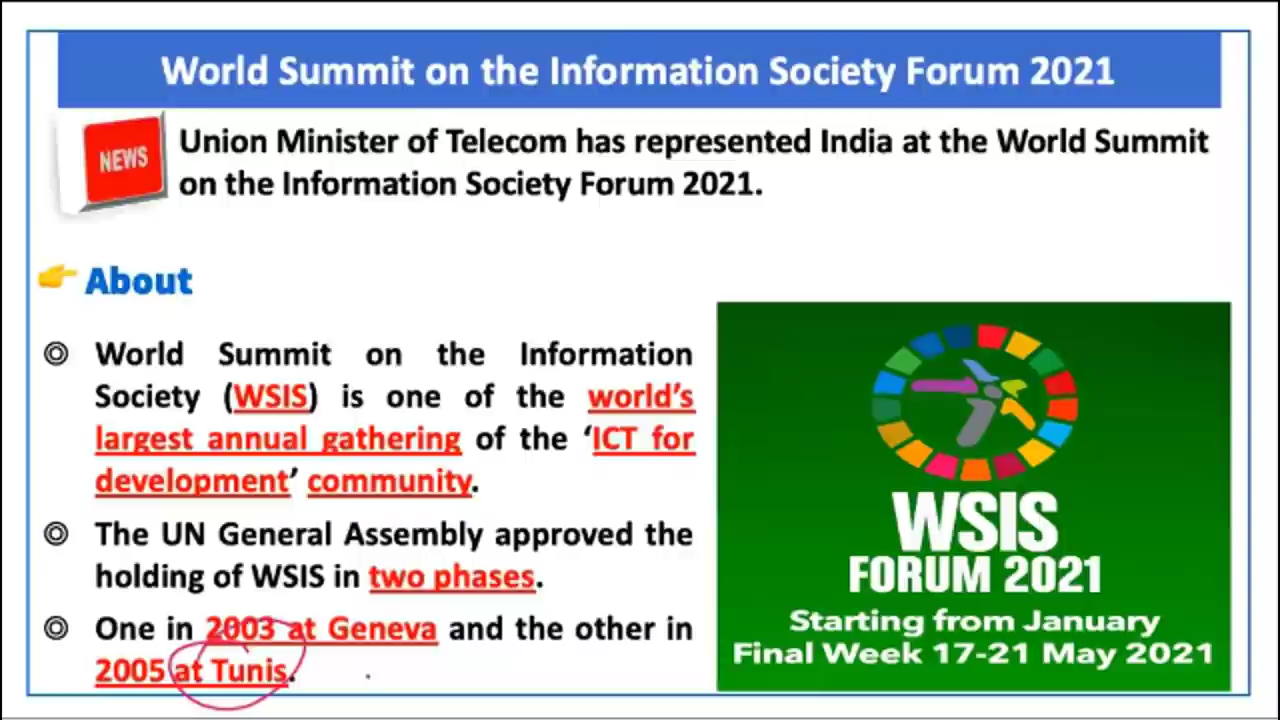 World Summit on the Information Society Forum 2021
NEWS
Union Minister of Telecom has represented India at the World Summit
on the Information Society Forum 2021.
About
World Summit on the Information
Society (WSIS) is one of the world's
largest annual gathering of the 'ICT for
development' community.
The UN General Assembly approved the
holding of WSIS in two phases.
One in 2003 at Geneva and the other in
2005 at Tunis.
WSIS
FORUM 2021
Starting from January
Final Week 17-21 May 2021